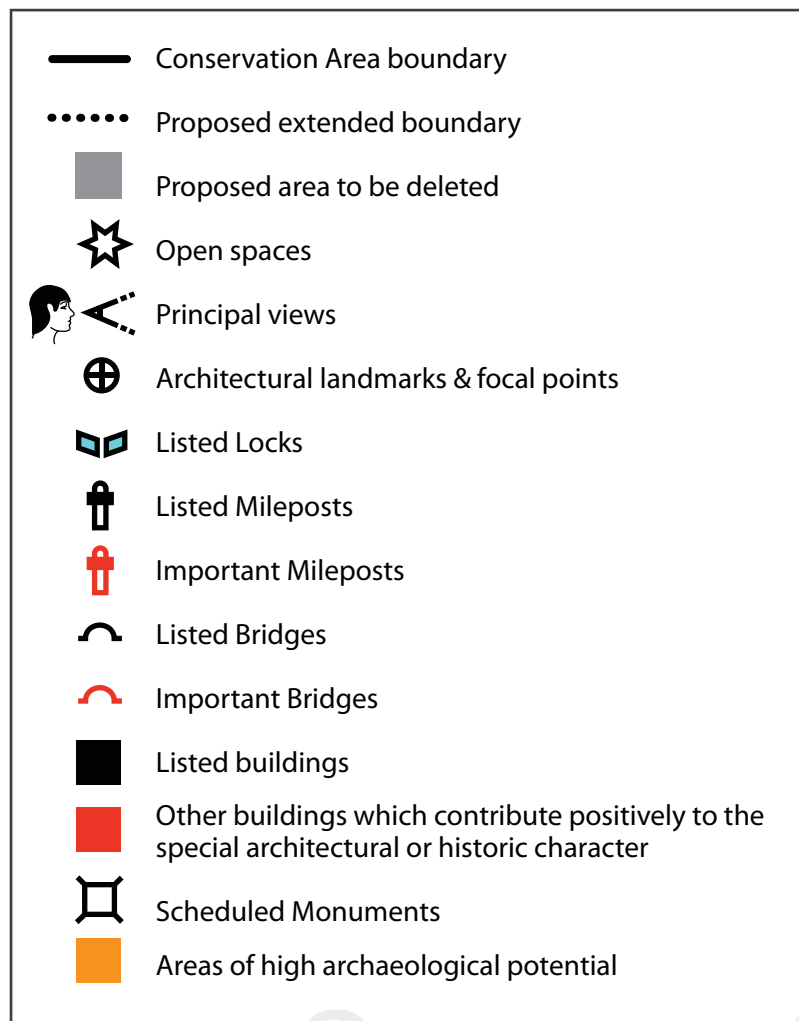 Conservation Area boundary
Proposed extended boundary
Proposed area to be deleted
Open spaces
Principal views
Architectural landmarks & focal points
Listed Locks
Listed Mileposts
Important Mileposts
Listed Bridges
Important Bridges
Listed buildings
Other buildings which contribute positively to the
special architectural or historic character
Scheduled Monuments
Areas of high archaeological potential